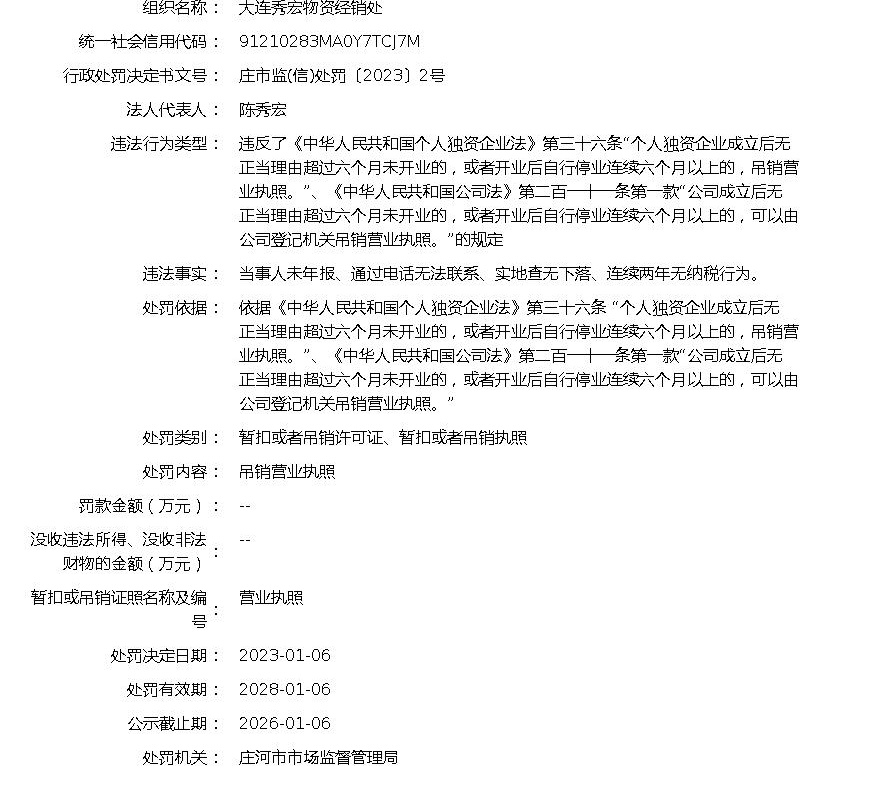 组织名称： 大连秀宏物资经销处
统一社会信用代码： 91210283MA0Y7TCJ7M
行政处罚决定书文号： 庄市监(信)处罚〔2023〕2号
法人代表人： 陈秀宏
违法行为类型： 违反了《中华人民共和国个人独资企业法》第三十六条“个人独资企业成立后无
正当理由超过六个月未开业的，或者开业后自行停业连续六个月以上的，吊销营
业执照。”、《中华人民共和国公司法》第二百一十一条第一款“公司成立后无
正当理由超过六个月未开业的，或者开业后自行停业连续六个月以上的，可以由
公司登记机关吊销营业执照。”的规定
违法事实： 当事人未年报、通过电话无法联系、实地查无下落、连续两年无纳税行为。
处罚依据： 依据《中华人民共和国个人独资企业法》第三十六条 “个人独资企业成立后无
正当理由超过六个月未开业的，或者开业后自行停业连续六个月以上的，吊销营
业执照。”、《中华人民共和国公司法》第二百一十一条第一款“公司成立后无
正当理由超过六个月未开业的，或者开业后自行停业连续六个月以上的，可以由
公司登记机关吊销营业执照。”
处罚类别： 暂扣或者吊销许可证、暂扣或者吊销执照
处罚内容： 吊销营业执照
罚款金额（万元）： --
没收违法所得、没收非法
财物的金额（万元）： --
暂扣或吊销证照名称及编
号： 营业执照
处罚决定日期： 2023-01-06
处罚有效期： 2028-01-06
公示截止期： 2026-01-06
处罚机关： 庄河市市场监督管理局